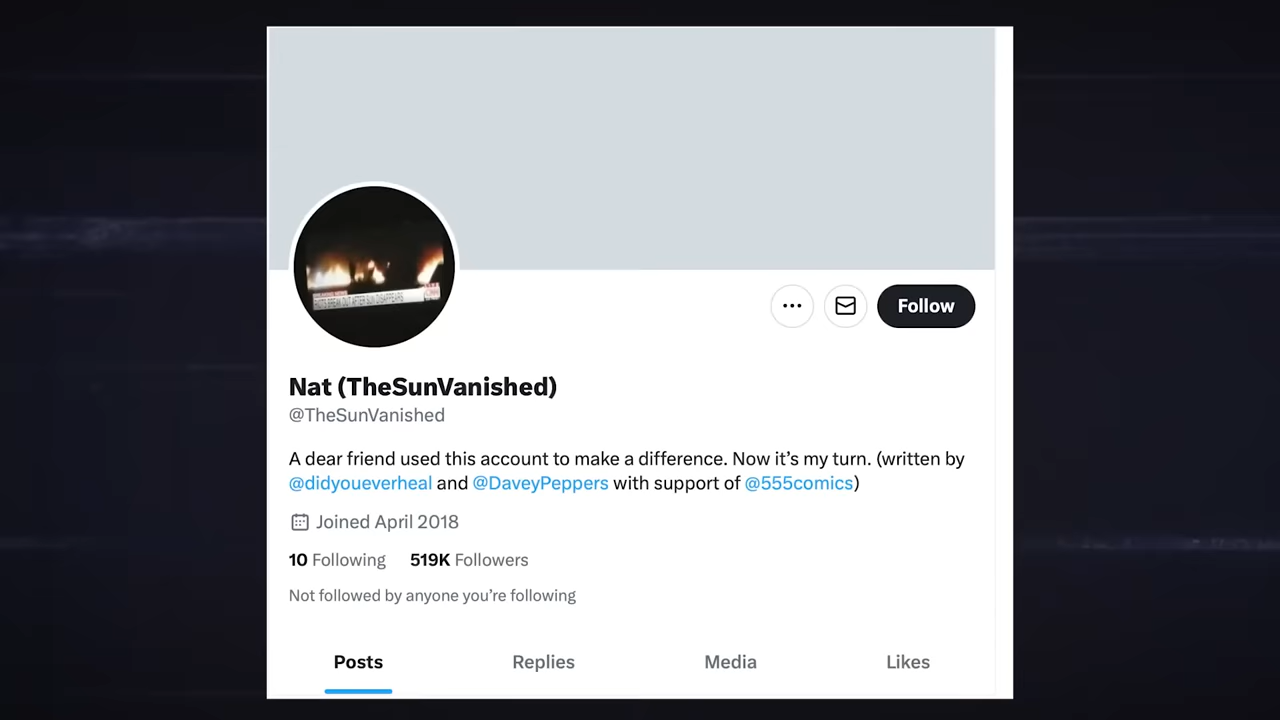 Follow
Nat (TheSunVanished)
@TheSunVanished
A dear friend used this account to make a difference. Now it’s my turn. (written by
@didyoueverheal and @DaveyPeppers with support of @555comics)
Joined April 2018
10 Following 519K Followers
Not followed by anyone you’re following
Posts Replies Media Likes